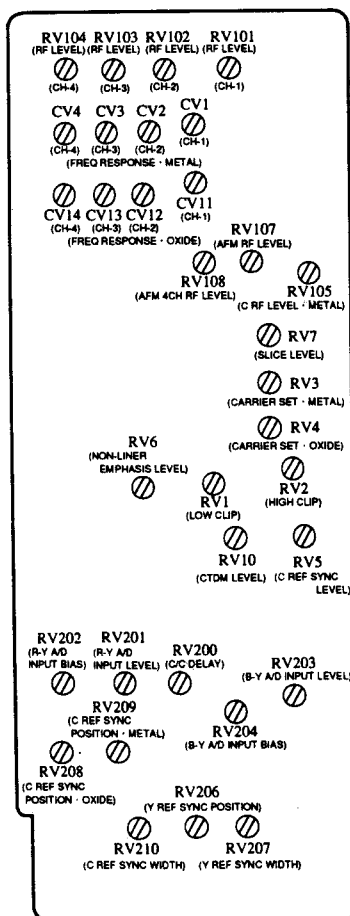 RV104 RV103 RV102 RV101
(RF LEVEL) (RF LEVEL) (RF LEVEL) (RF LEVEL)
(CH-4) (CH-3) (CH-2) (CH-1)
CV4 CV3 CV2 CV1
(CH-4) (CH-3) (CH-2) (CH-1)
(FREQ RESPONSE · METAL)
CV14 CV13 CV12 CV11
(CH-4) (CH-3) (CH-2) (CH-1)
(FREQ RESPONSE · OXIDE)
RV107
(AFM RF LEVEL)
RV108
(AFM 4CH RF LEVEL)
RV105
(C RF LEVEL · METAL)
RV7
(SLICE LEVEL)
RV3
(CARRIER SET · METAL)
RV4
(CARRIER SET · OXIDE)
RV6
(NON-LINER
EMPHASIS LEVEL)
RV1
(LOW CLIP)
RV2
(HIGH CLIP)
RV10
(CTDM LEVEL)
RV5
(C REF SYNC
LEVEL)
RV202
(R-Y A/D
INPUT BIAS)
RV201
(R-Y A/D
INPUT LEVEL)
RV200
(C/C DELAY)
RV203
(B-Y A/D INPUT LEVEL)
RV209
(C REF SYNC
POSITION · METAL)
RV204
(B-Y A/D INPUT BIAS)
RV208
(C REF SYNC
POSITION · OXIDE)
RV206
(Y REF SYNC POSITION)
RV210
(C REF SYNC WIDTH)
RV207
(Y REF SYNC WIDTH)